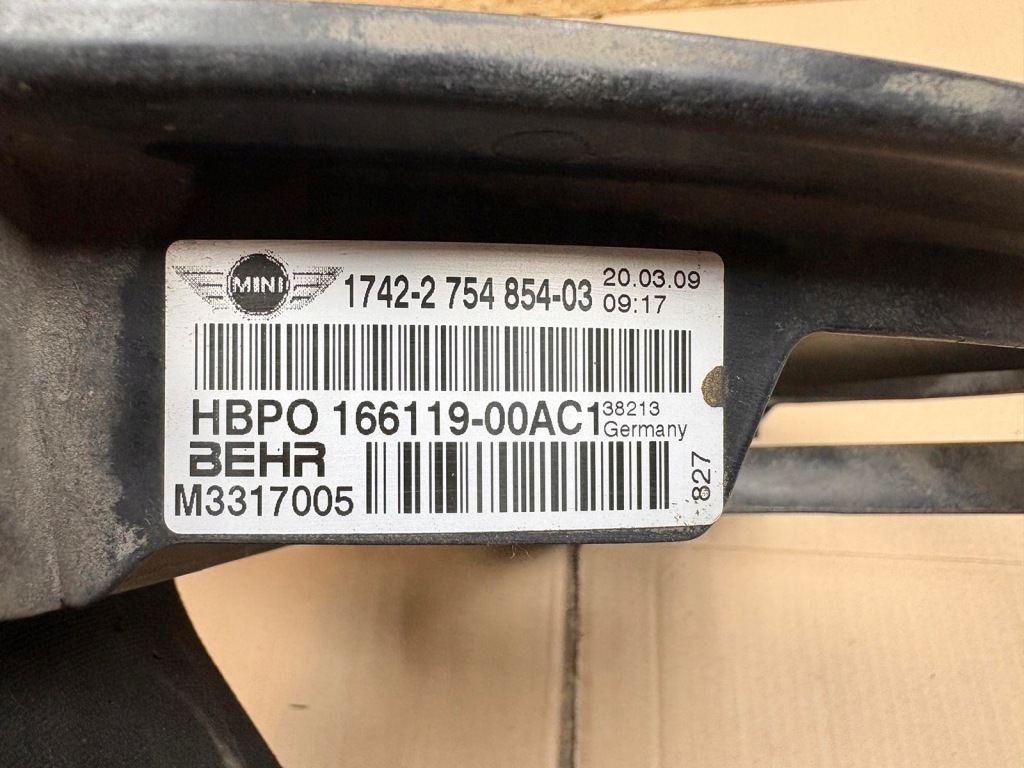 MINI 1742-2 754 854-03 20.03.09
09:17
HBPO 166119-00AC1 38213
Germany
BEHR
M3317005
827